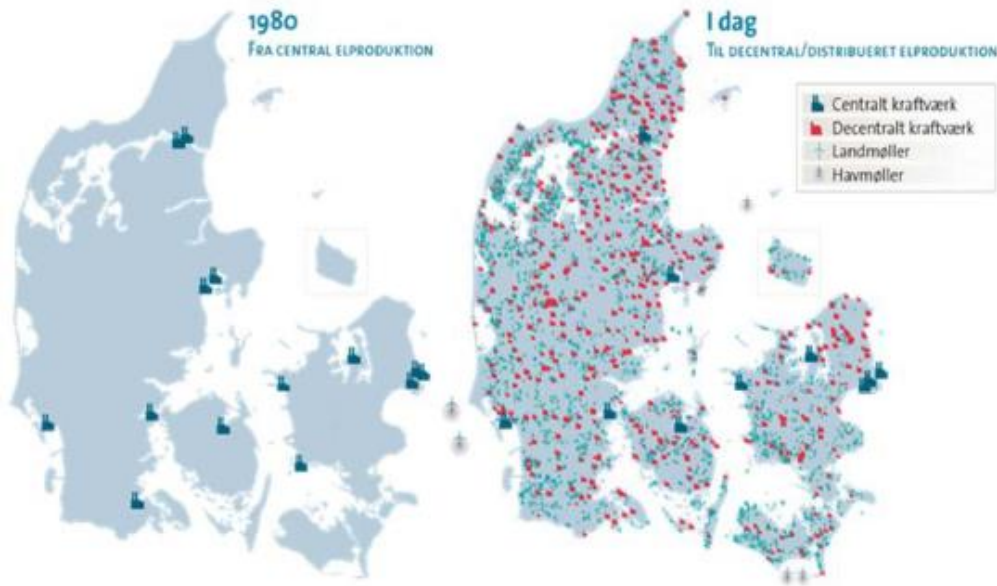 1980
FRA CENTRAL ELPRODUKTION
I dag
TIL DECENTRAL/DISTRIBUERET ELPRODUKTION
Centralt kraftværk
Decentralt kraftværk
Landmøller
Havmøller